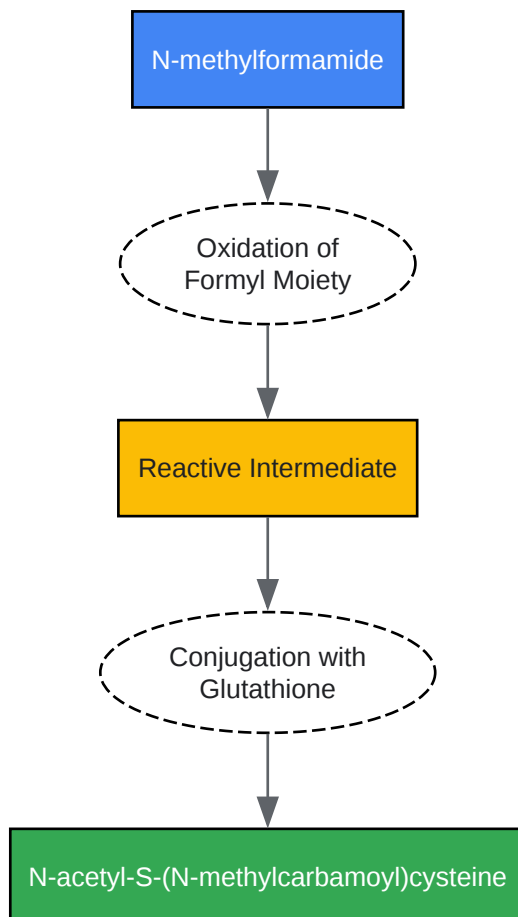 N-methylformamide
Oxidation of
Formyl Moiety
Reactive Intermediate
Conjugation with
Glutathione
N-acetyl-S-(N-methylcarbamoyl)cysteine